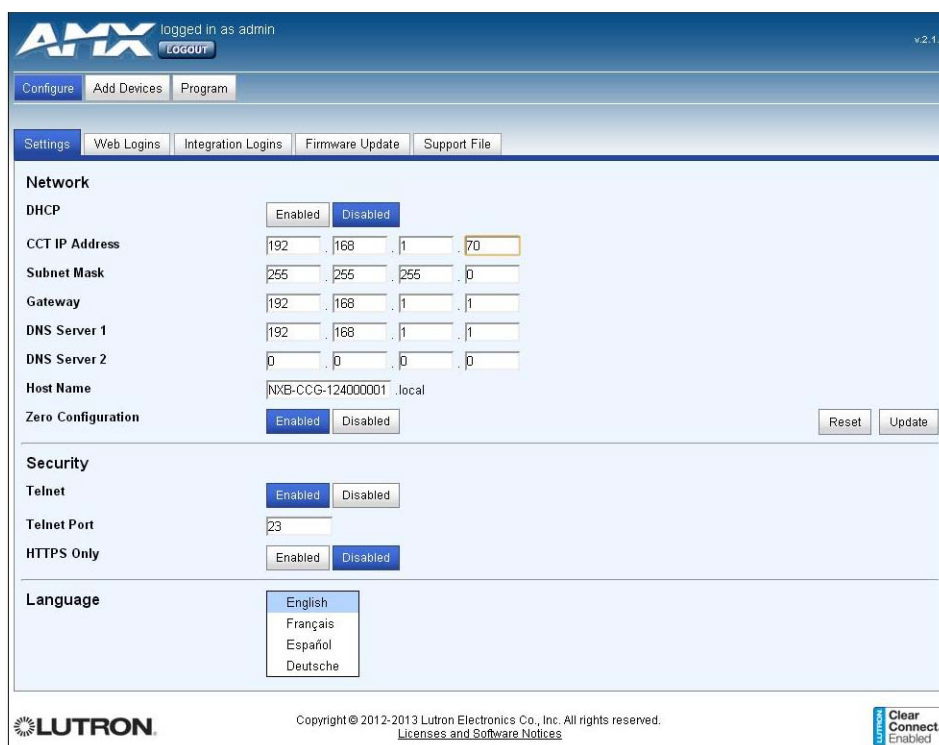 AMX logged in as admin
LOGOUT
v.2.1.
Configure Add Devices Program
Settings Web Logins Integration Logins Firmware Update Support File
Network
DHCP Enabled Disabled
CCT IP Address 192 . 168 . 1 . 70
Subnet Mask 255 . 255 . 255 . 0
Gateway 192 . 168 . 1 . 1
DNS Server 1 192 . 168 . 1 . 1
DNS Server 2 0 . 0 . 0 . 0
Host Name NXB-CCG-124000001 .local
Zero Configuration Enabled Disabled Reset Update
Security
Telnet Enabled Disabled
Telnet Port 23
HTTPS Only Enabled Disabled
Language English
Français
Español
Deutsche
LUTRON.
Copyright © 2012-2013 Lutron Electronics Co., Inc. All rights reserved.
Licenses and Software Notices
LUTRON
Clear
Connect
Enabled